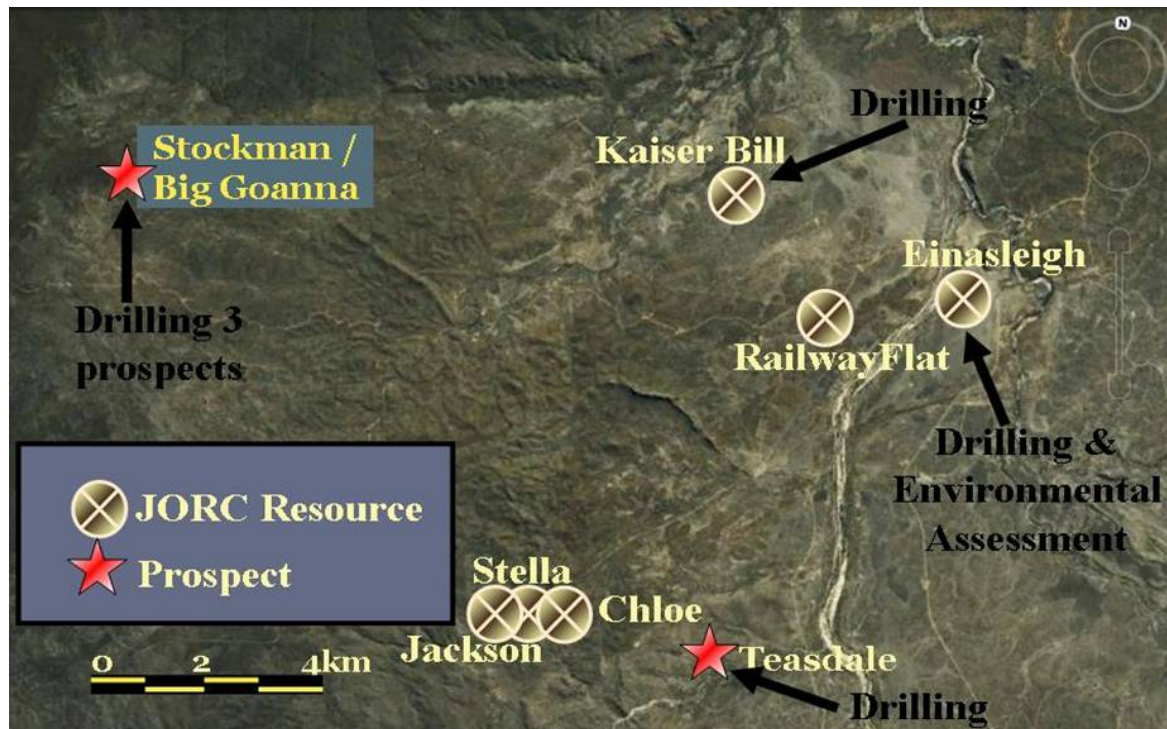 N
Drilling
Kaiser Bill
Stockman /
Big Goanna
Einasleigh
Drilling 3
prospects
RailwayFlat
Drilling &
Environmental
Assessment
JORC Resource
Prospect
Stella
Chloe
Jackson
0 2 4km
Teasdale
Drilling